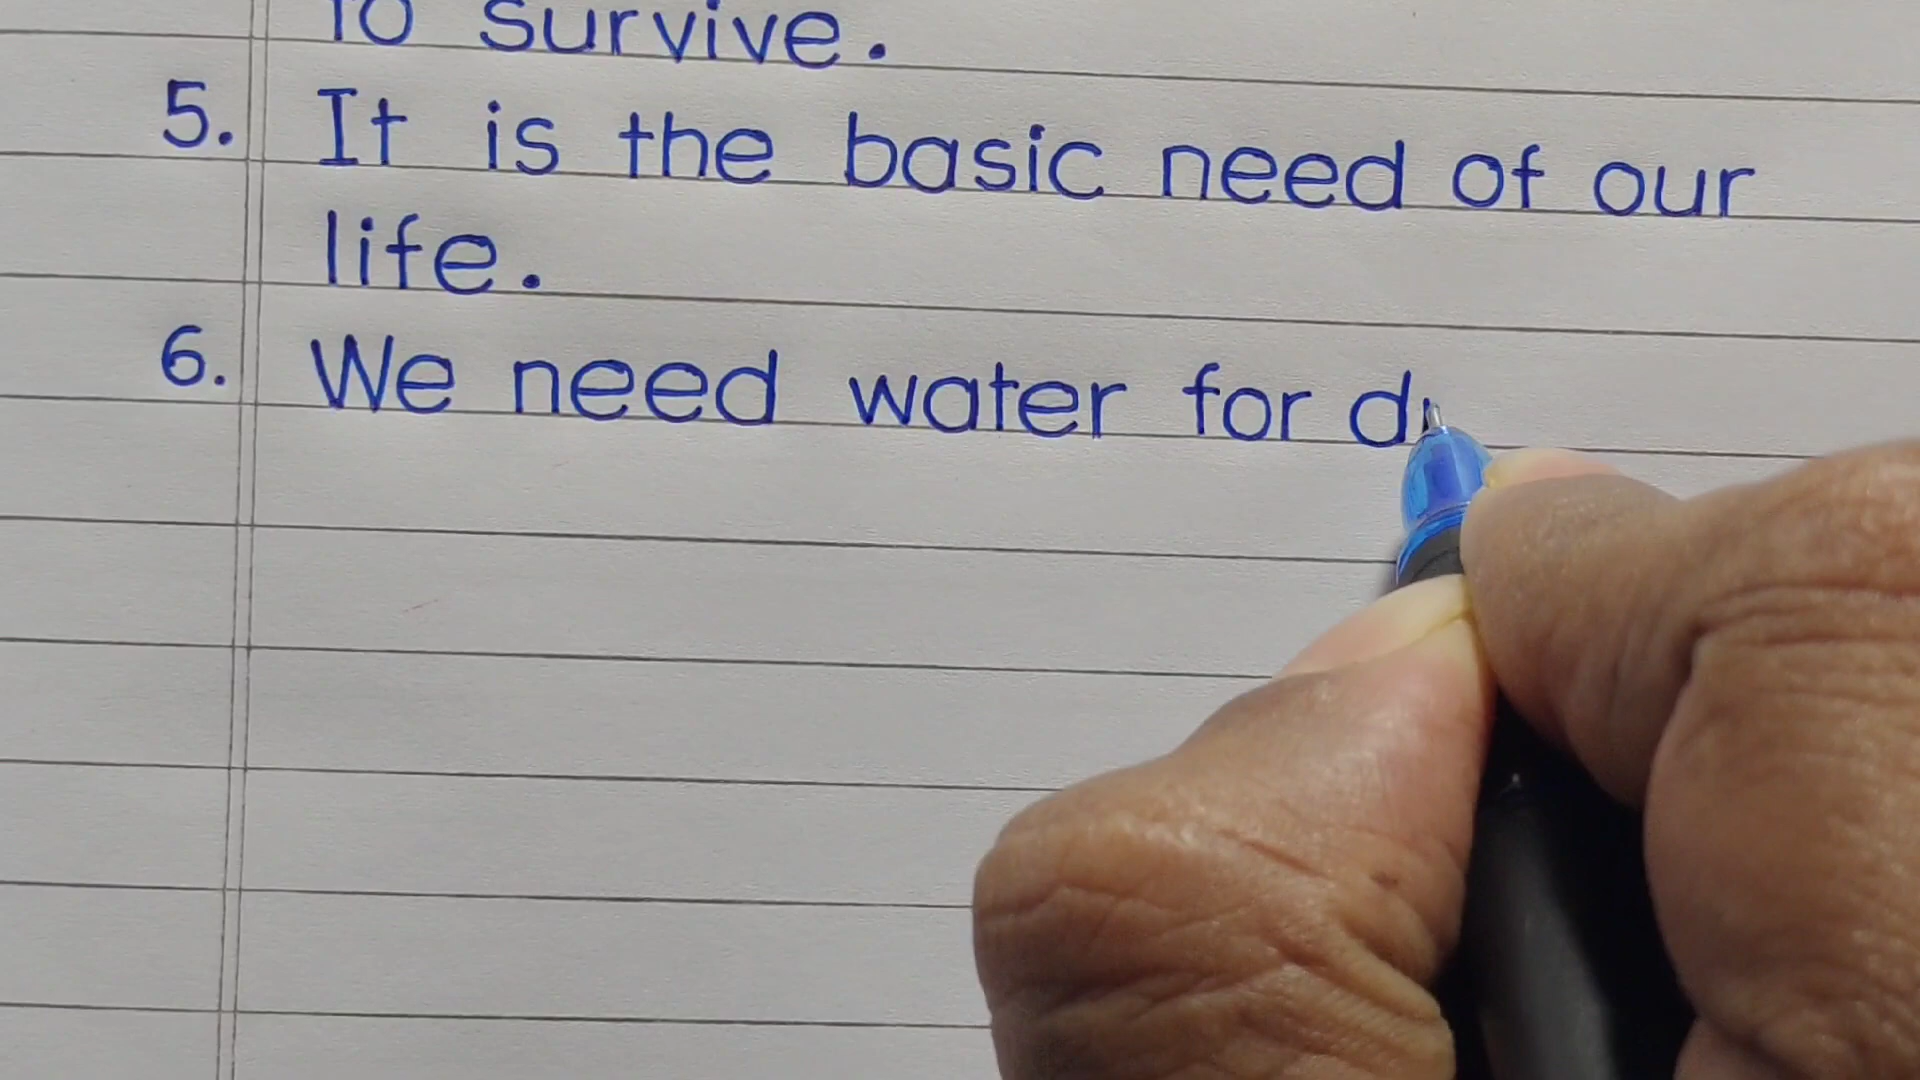 to survive.
5. It is the basic need of our
life.
6. We need water for d